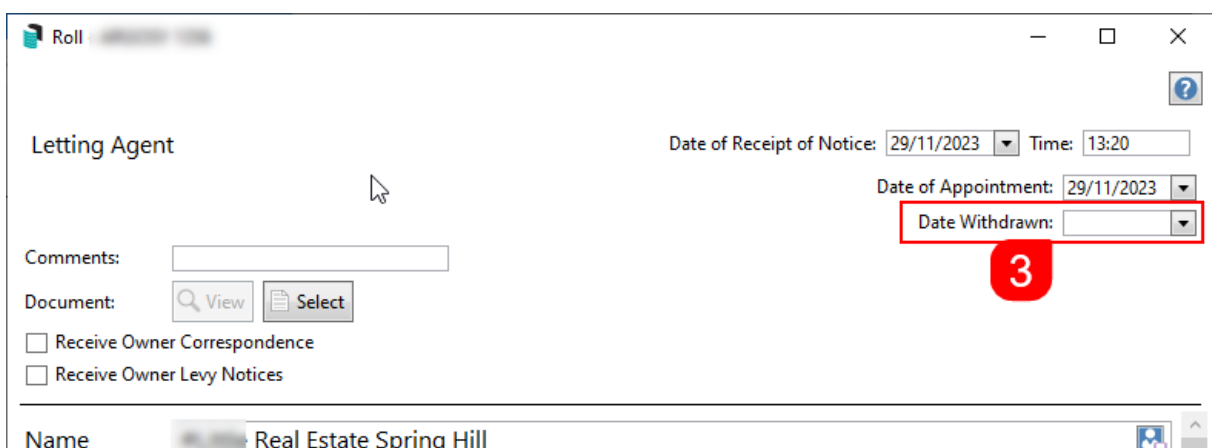 Roll
Letting Agent
Date of Receipt of Notice: 29/11/2023 Time: 13:20
Date of Appointment: 29/11/2023
Date Withdrawn:
3
Comments:
Document: View Select
Receive Owner Correspondence
Receive Owner Levy Notices
Name Real Estate Spring Hill